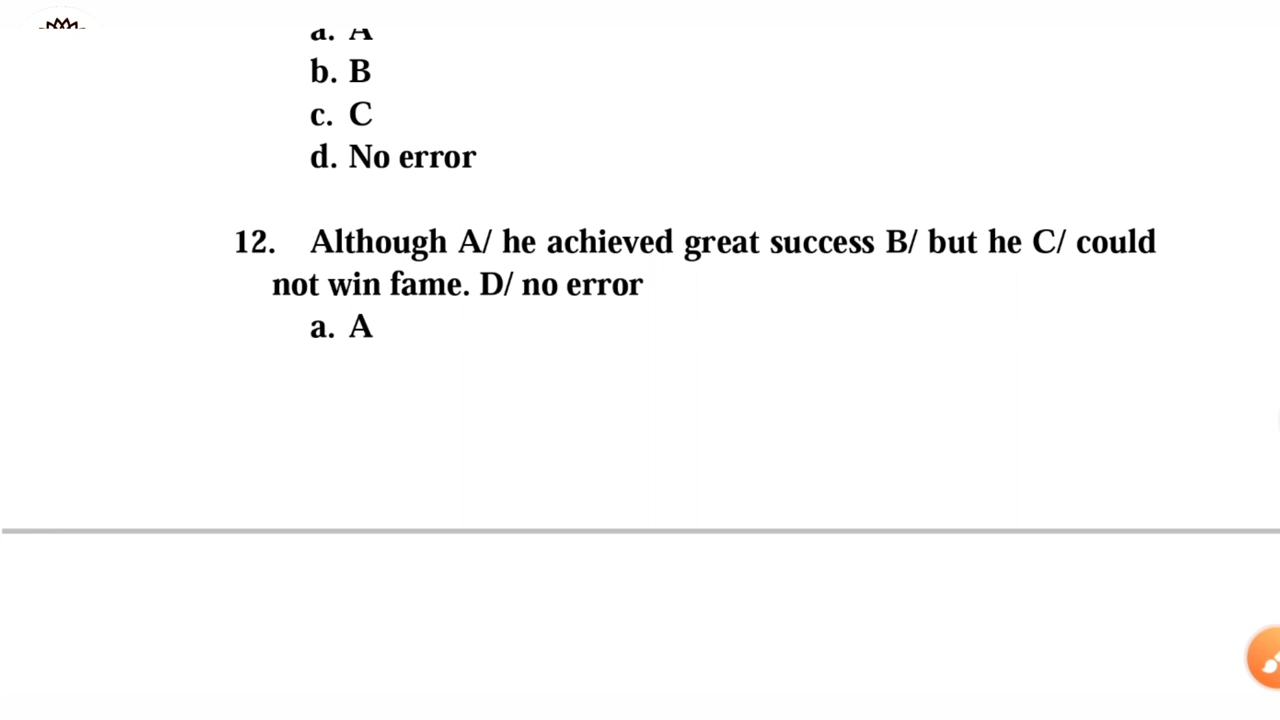 a. A
b. B
c. C
d. No error
12. Although A/ he achieved great success B/ but he C/ could
not win fame. D/ no error
a. A